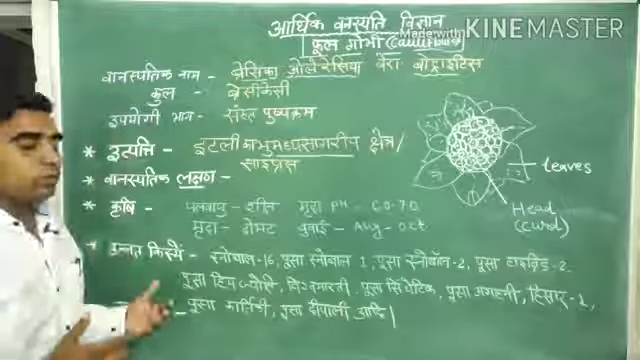 आर्थिक वनस्पति विज्ञान
Made with KINEMASTER
फूल गोभी (Cauliflower)
वानस्पतिक नाम - ब्रेसिका ओलेरेसिया वेरा बोट्राइटिस
कुल - ब्रेसीकेसी
उपयोगी भाग - संहत पुष्पक्रम
* उत्पत्ति - इटली का भूमध्यसागरीय क्षेत्र/
साइप्रस
* वानस्पतिक लक्षण -
* कृषि - जलवायु - शीत मृदा PH - 6.0-7.0
मृदा - दोमट बुवाई - Aug - Oct
leaves
Head
(Curd)
* उन्नत किस्में - स्नोबाल-16, पूसा स्नोबाल 1, पूसा स्नोबॉल-2, पूसा हाइब्रिड-2
पूसा सिंथेटिक, पूसा अगहनी, हिसार-1,
पूसा कार्तिकी, पूसा दीपाली आदि|